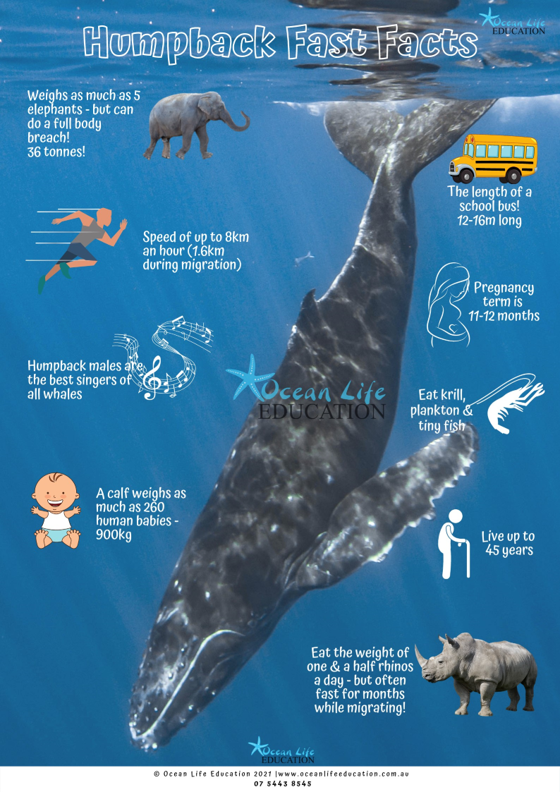 Ocean Life
EDUCATION
Humpback Fast Facts
Weighs as much as 5
elephants - but can
do a full body
breach!
36 tonnes!
The length of a
school bus!
12-16m long
Speed of up to 8km
an hour (1.6km
during migration)
Pregnancy
term is
11-12 months
Humpback males are
the best singers of
all whales
Ocean Life
EDUCATION
Eat krill,
plankton &
tiny fish
A calf weighs as
much as 260
human babies -
900kg
Live up to
45 years
Eat the weight of
one & a half rhinos
a day - but often
fast for months
while migrating!
Ocean Life
EDUCATION
© Ocean Life Education 2021 |www.oceanlifeeducation.com.au
07 5443 8545